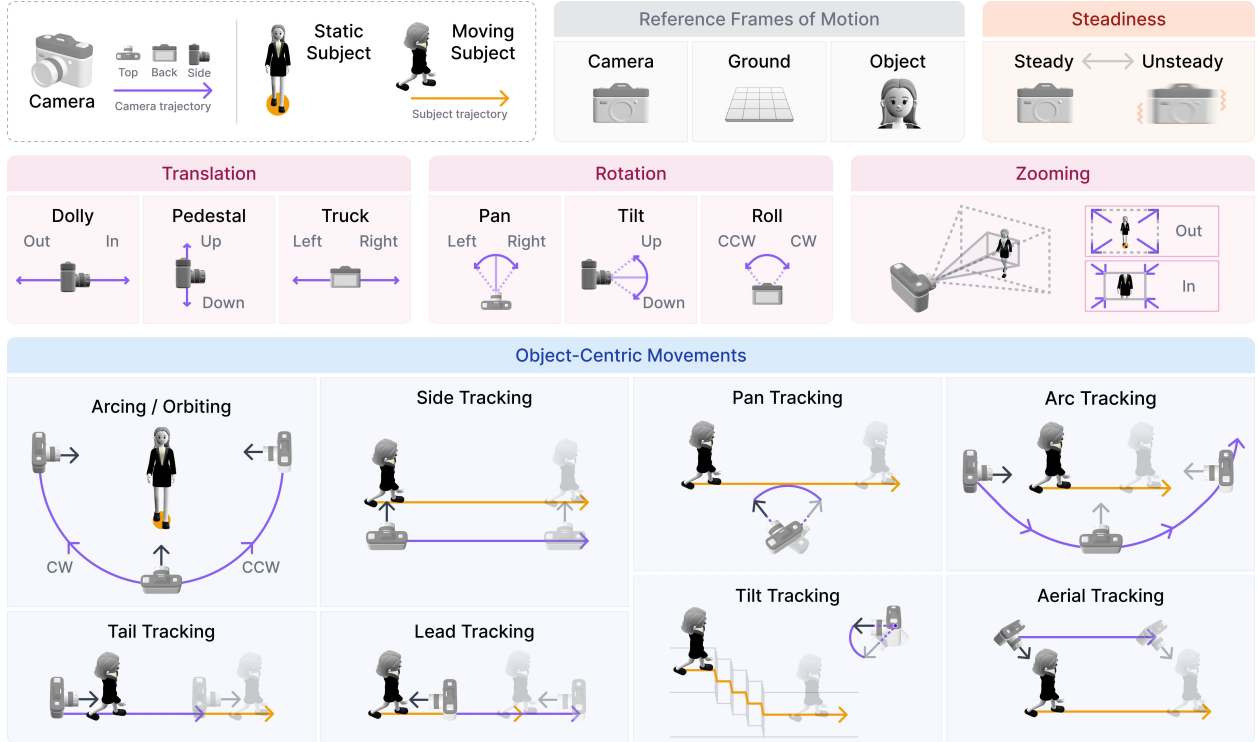 Camera
Top Back Side
Camera trajectory
Static
Subject
Moving
Subject
Subject trajectory
Reference Frames of Motion
Camera
Ground
Object
Steadiness
Steady
Unsteady
Translation
Dolly
Out In
Pedestal
Up
Down
Truck
Left Right
Rotation
Pan
Left Right
Tilt
Up
Down
Roll
CCW CW
Zooming
Out
In
Object-Centric Movements
Arcing / Orbiting
CW
CCW
Side Tracking
Pan Tracking
Arc Tracking
Tail Tracking
Lead Tracking
Tilt Tracking
Aerial Tracking